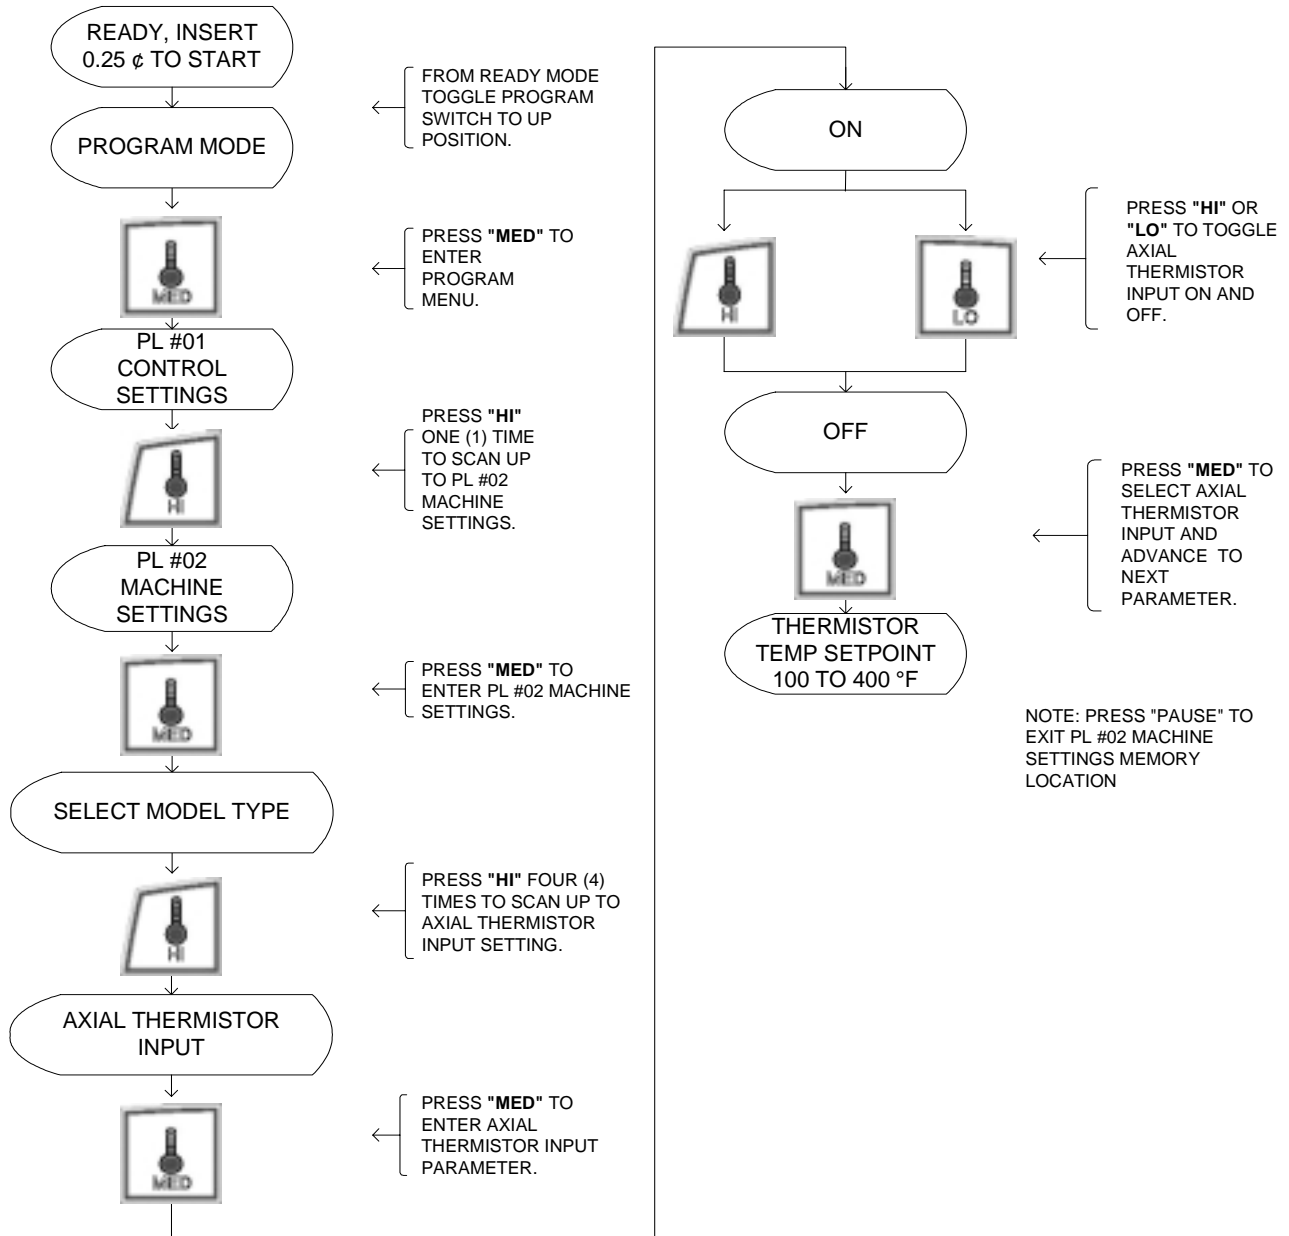 READY, INSERT
0.25 ¢ TO START
FROM READY MODE
TOGGLE PROGRAM
SWITCH TO UP
POSITION.
PROGRAM MODE
MED
PRESS "MED" TO
ENTER
PROGRAM
MENU.
PL #01
CONTROL
SETTINGS
HI
PRESS "HI"
ONE (1) TIME
TO SCAN UP
TO PL #02
MACHINE
SETTINGS.
PL #02
MACHINE
SETTINGS
MED
PRESS "MED" TO
ENTER PL #02 MACHINE
SETTINGS.
SELECT MODEL TYPE
HI
PRESS "HI" FOUR (4)
TIMES TO SCAN UP TO
AXIAL THERMISTOR
INPUT SETTING.
AXIAL THERMISTOR
INPUT
MED
PRESS "MED" TO
ENTER AXIAL
THERMISTOR INPUT
PARAMETER.
ON
HI
LO
PRESS "HI" OR
"LO" TO TOGGLE
AXIAL
THERMISTOR
INPUT ON AND
OFF.
OFF
MED
PRESS "MED" TO
SELECT AXIAL
THERMISTOR
INPUT AND
ADVANCE TO
NEXT
PARAMETER.
THERMISTOR
TEMP SETPOINT
100 TO 400 °F
NOTE: PRESS "PAUSE" TO
EXIT PL #02 MACHINE
SETTINGS MEMORY
LOCATION